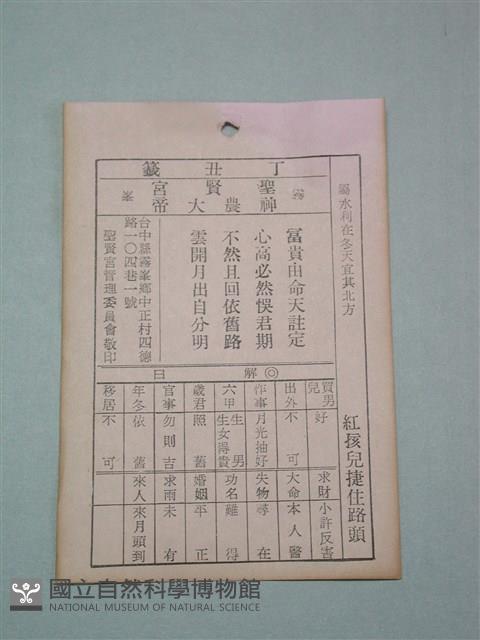 屬水利在冬天宜其北方
紅孩兒捷住路頭
丁丑籤
霧 聖賢宮 峯
神農大帝
富貴由命天註定
心高必然悞君期
不然且回依舊路
雲開月出自分明
台中縣霧峯鄉中正村四德
路一〇四巷一號
聖賢宮管理委員會敬印
◎解曰
買男兒 好
出外 不可
作事 月光抽好
六甲 生男生女得貴
歲君 照舊
官事 勿則吉
年冬 依舊
移居 不可
求財 小許反害
大命 本人醫
失物 尋在
功名 難得
婚姻 平正
求雨 未有
來人 來月頭到
國立自然科學博物館
NATIONAL MUSEUM OF NATURAL SCIENCE